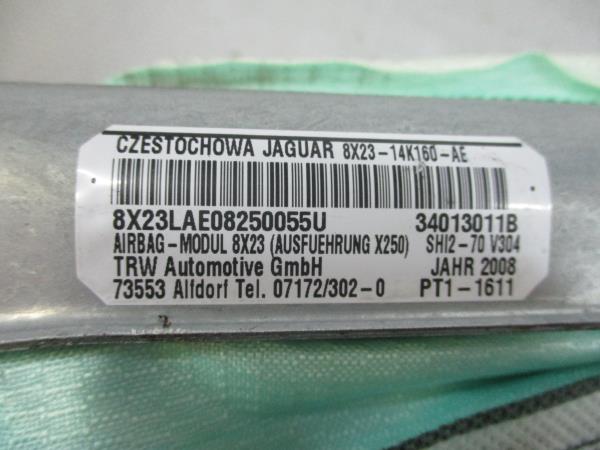 CZESTOCHOWA JAGUAR 8X23-14K160-AE
8X23LAE08250055U 34013011B
AIRBAG-MODUL 8X23 (AUSFUEHRUNG X250) SHI2-70 V304
TRW Automotive GmbH JAHR 2008
73553 Alfdorf Tel. 07172/302-0 PT1-1611